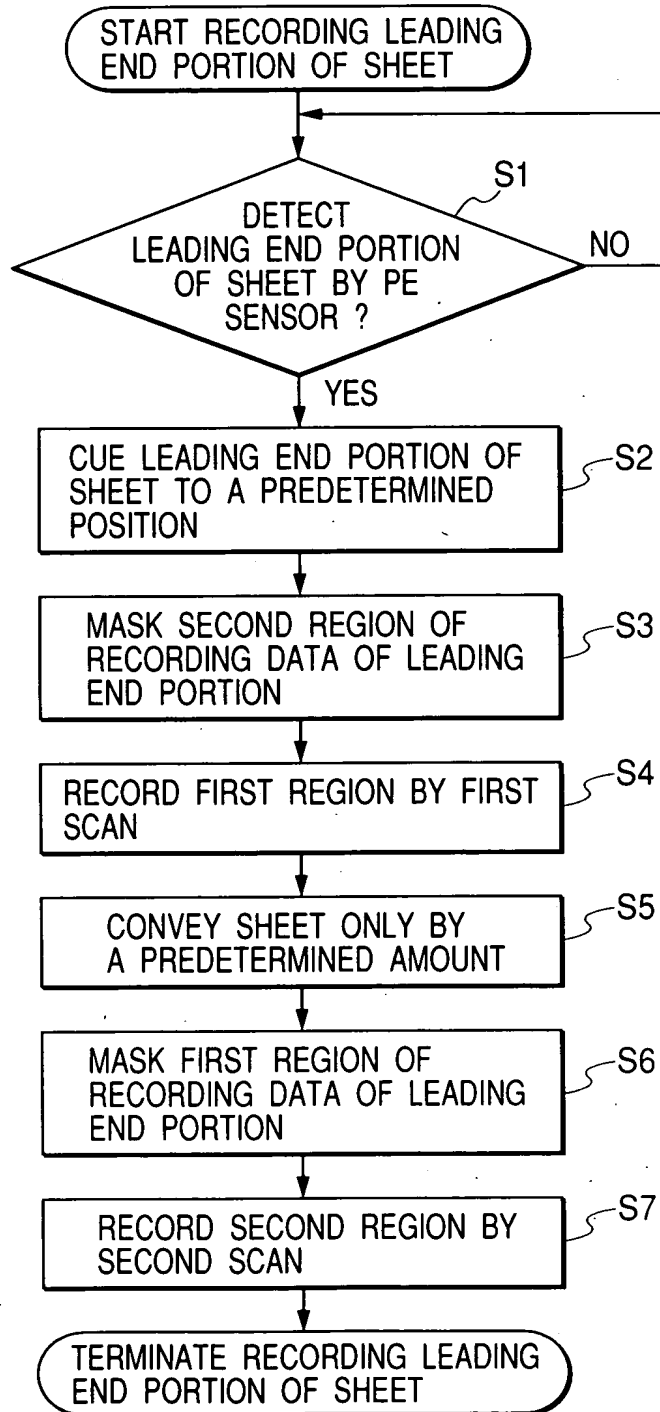 START RECORDING LEADING
END PORTION OF SHEET
S1
DETECT
LEADING END PORTION
OF SHEET BY PE
SENSOR ?
NO
YES
CUE LEADING END PORTION OF
SHEET TO A PREDETERMINED
POSITION
S2
MASK SECOND REGION OF
RECORDING DATA OF LEADING
END PORTION
S3
RECORD FIRST REGION BY FIRST
SCAN
S4
CONVEY SHEET ONLY BY
A PREDETERMINED AMOUNT
S5
MASK FIRST REGION OF
RECORDING DATA OF LEADING
END PORTION
S6
RECORD SECOND REGION BY
SECOND SCAN
S7
TERMINATE RECORDING LEADING
END PORTION OF SHEET